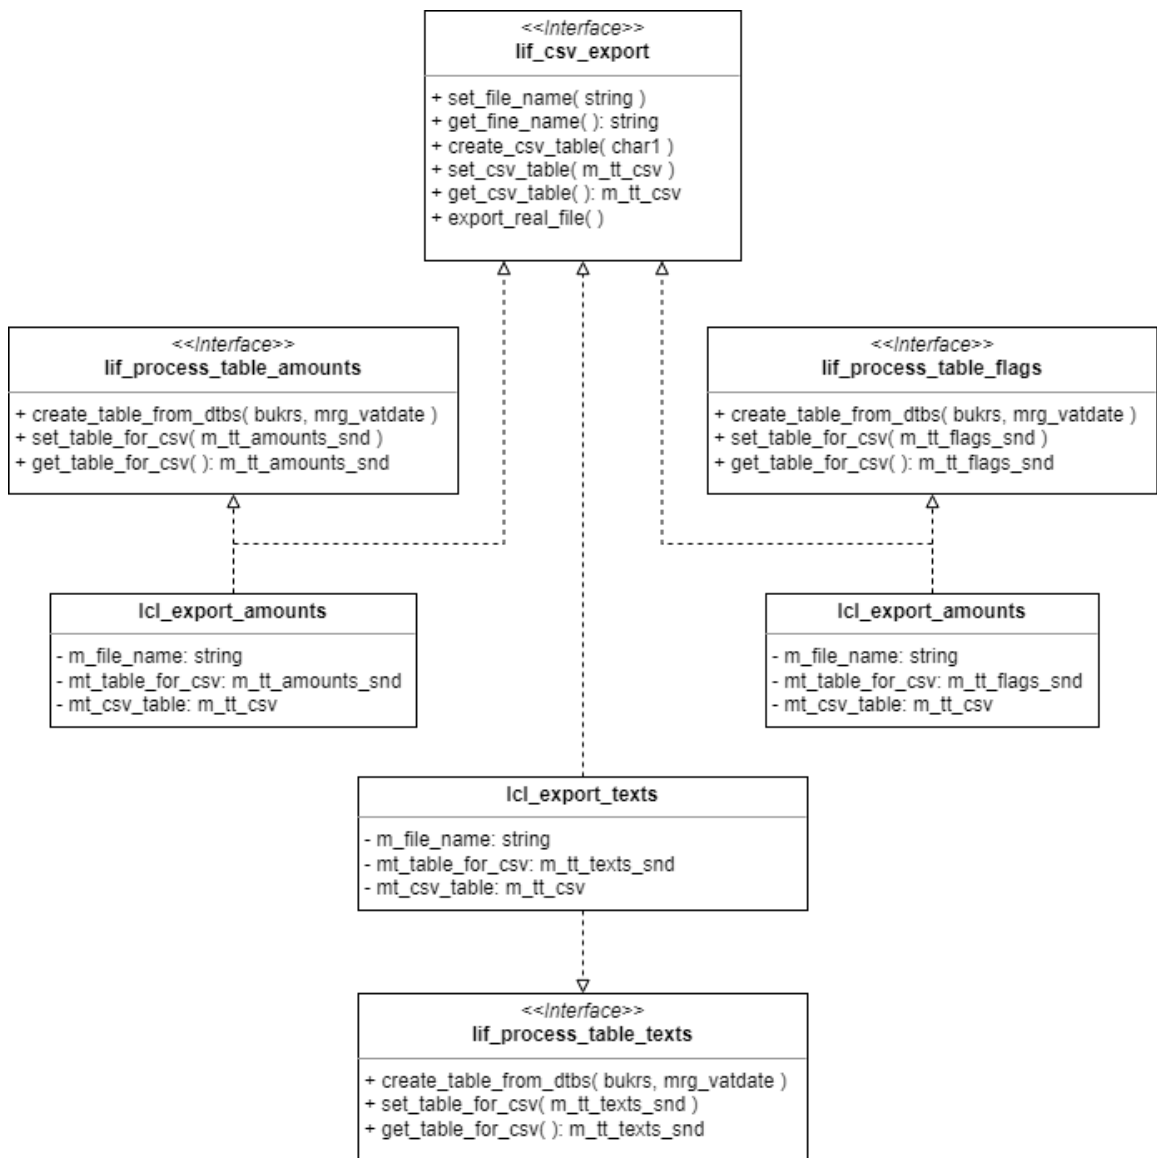 <<Interface>>
lif_csv_export
+ set_file_name( string )
+ get_fine_name( ): string
+ create_csv_table( char1 )
+ set_csv_table( m_tt_csv )
+ get_csv_table( ): m_tt_csv
+ export_real_file( )
<<Interface>>
lif_process_table_amounts
+ create_table_from_dtbs( bukrs, mrg_vatdate )
+ set_table_for_csv( m_tt_amounts_snd )
+ get_table_for_csv( ): m_tt_amounts_snd
<<Interface>>
lif_process_table_flags
+ create_table_from_dtbs( bukrs, mrg_vatdate )
+ set_table_for_csv( m_tt_flags_snd )
+ get_table_for_csv( ): m_tt_flags_snd
lcl_export_amounts
- m_file_name: string
- mt_table_for_csv: m_tt_amounts_snd
- mt_csv_table: m_tt_csv
lcl_export_amounts
- m_file_name: string
- mt_table_for_csv: m_tt_flags_snd
- mt_csv_table: m_tt_csv
lcl_export_texts
- m_file_name: string
- mt_table_for_csv: m_tt_texts_snd
- mt_csv_table: m_tt_csv
<<Interface>>
lif_process_table_texts
+ create_table_from_dtbs( bukrs, mrg_vatdate )
+ set_table_for_csv( m_tt_texts_snd )
+ get_table_for_csv( ): m_tt_texts_snd